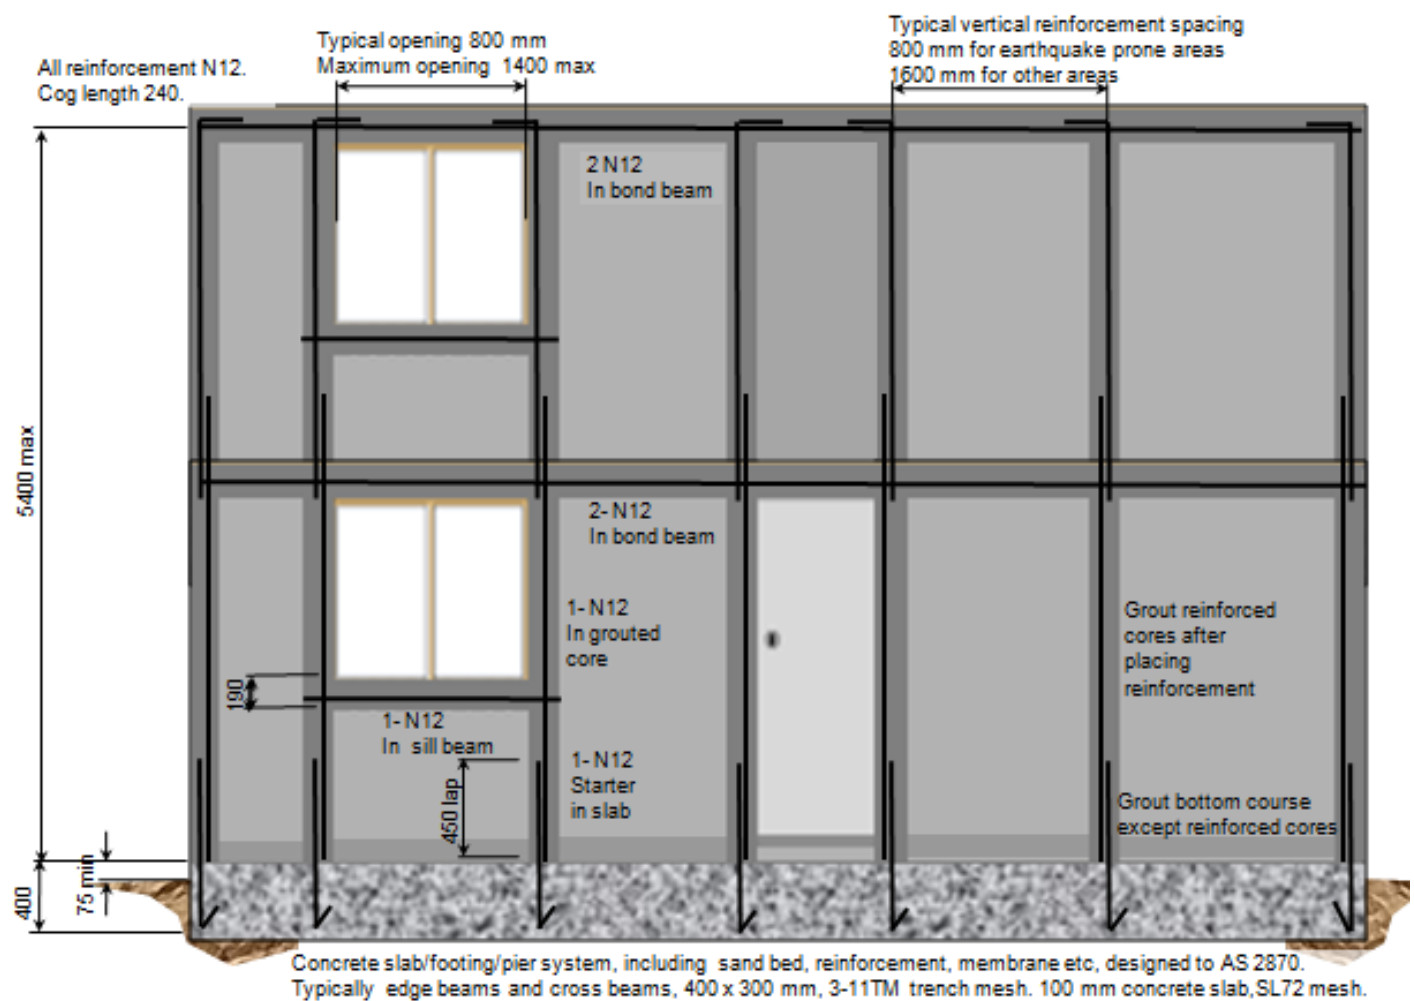 Typical vertical reinforcement spacing
800 mm for earthquake prone areas
1600 mm for other areas
Typical opening 800 mm
Maximum opening 1400 max
All reinforcement N12.
Cog length 240.
2 N12
In bond beam
5400 max
2- N12
In bond beam
1- N12
In grouted
core
Grout reinforced
cores after
placing
reinforcement
190
1- N12
In sill beam
450 lap
1- N12
Starter
in slab
Grout bottom course
except reinforced cores
400
75 min
Concrete slab/footing/pier system, including sand bed, reinforcement, membrane etc, designed to AS 2870.
Typically edge beams and cross beams, 400 x 300 mm, 3-11TM trench mesh. 100 mm concrete slab, SL72 mesh.